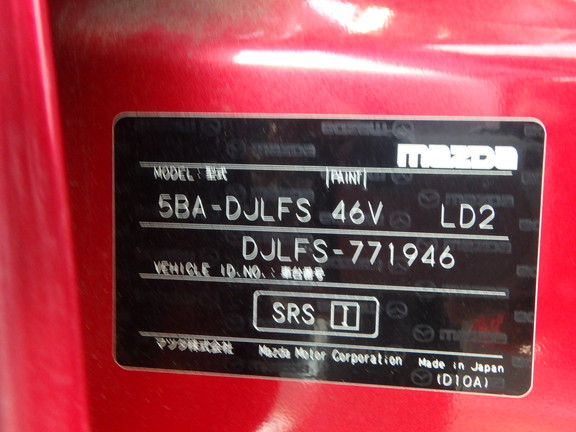 mazda
MODEL : 型式 PAINT
5BA-DJLFS 46V LD2
DJLFS-771946
VEHICLE ID.NO. : 車台番号
SRS I
マツダ株式会社 Mazda Motor Corporation Made in Japan
(D10A)